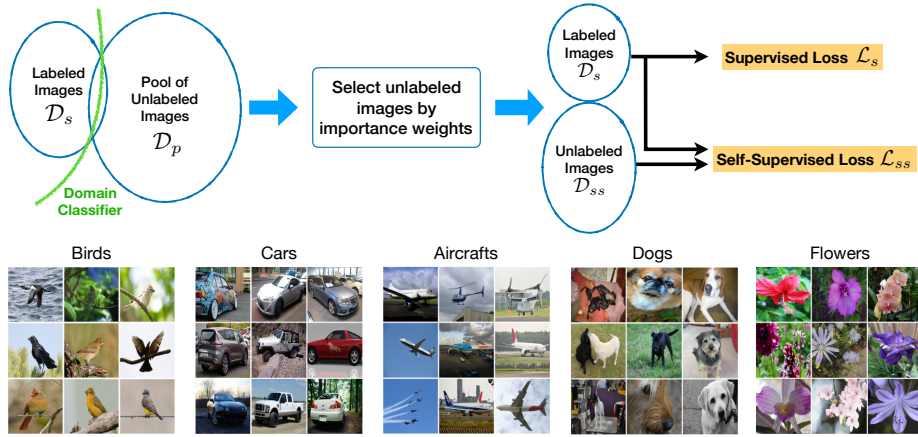 Labeled
Images
𝒟ₛ
Pool of
Unlabeled
Images
𝒟ₚ
Domain
Classifier
Select unlabeled
images by
importance weights
Labeled
Images
𝒟ₛ
Unlabeled
Images
𝒟ₛₛ
Supervised Loss ℒₛ
Self-Supervised Loss ℒₛₛ
Birds
Cars
Aircrafts
Dogs
Flowers